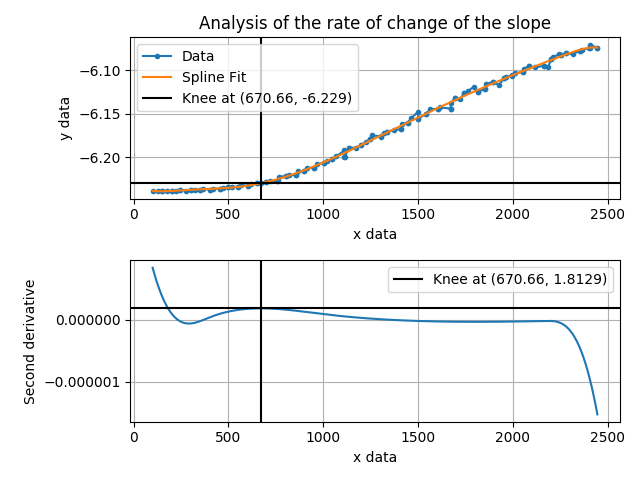 Analysis of the rate of change of the slope
Data
Spline Fit
Knee at (670.66, -6.229)
−6.10
−6.15
−6.20
y data
0 500 1000 1500 2000 2500
x data
Knee at (670.66, 1.8129)
0.000000
−0.000001
Second derivative
0 500 1000 1500 2000 2500
x data